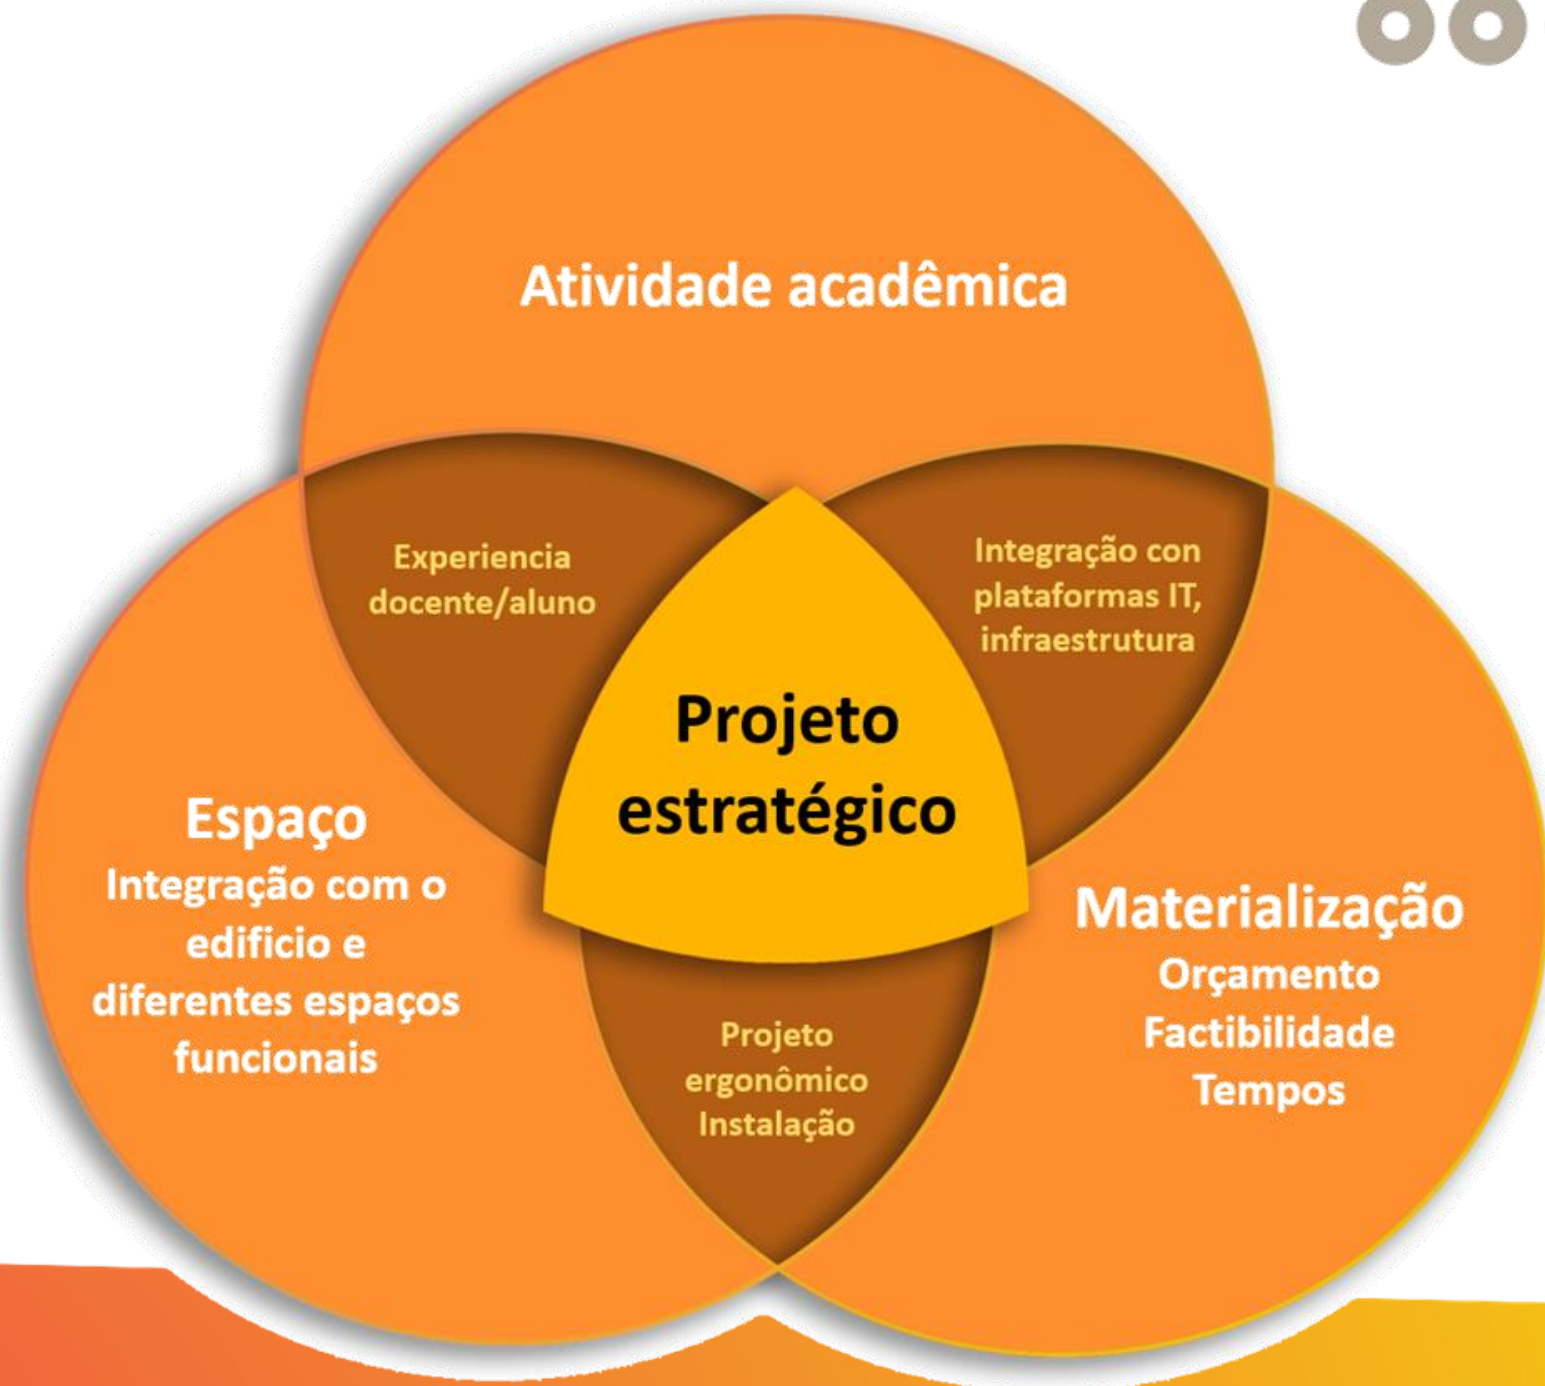 Atividade acadêmica
Experiencia
docente/aluno
Integração con
plataformas IT,
infraestrutura
Projeto
estratégico
Espaço
Integração com o
edificio e
diferentes espaços
funcionais
Materialização
Orçamento
Factibilidade
Tempos
Projeto
ergonômico
Instalação